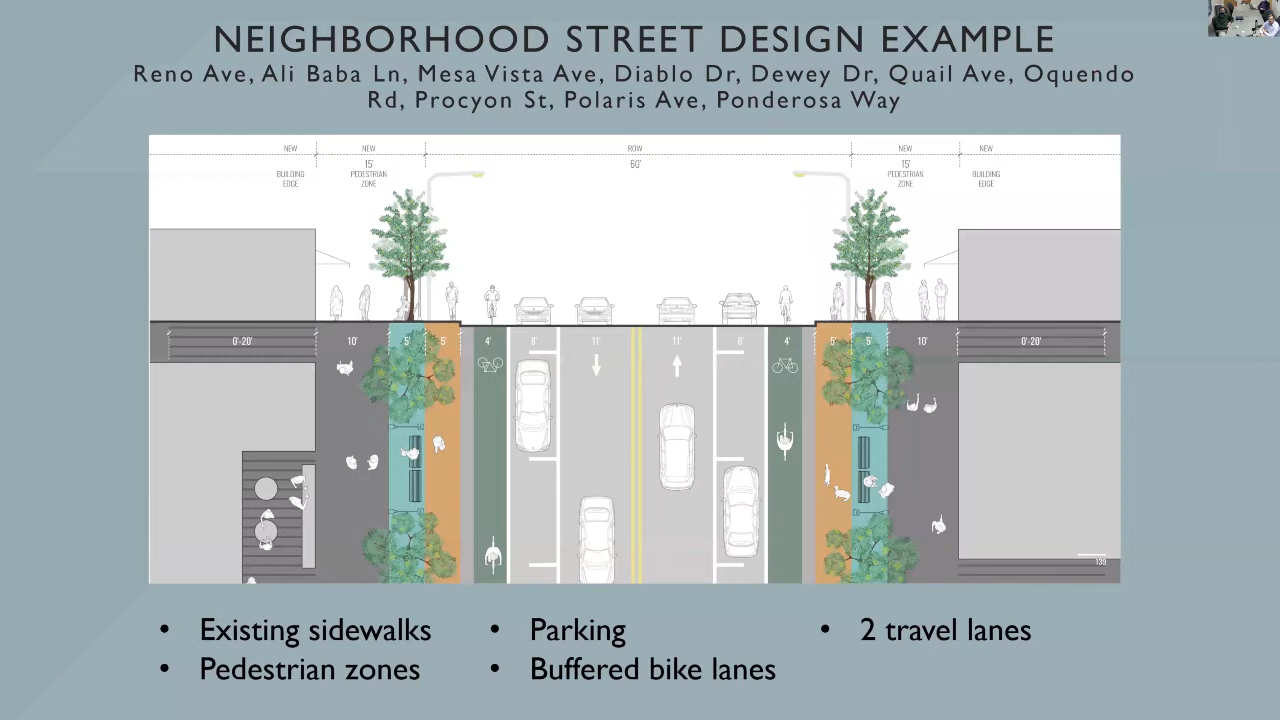 NEIGHBORHOOD STREET DESIGN EXAMPLE
Reno Ave, Ali Baba Ln, Mesa Vista Ave, Diablo Dr, Dewey Dr, Quail Ave, Oquendo
Rd, Procyon St, Polaris Ave, Ponderosa Way
NEW NEW ROW NEW NEW
15' 60' 15'
BUILDING PEDESTRIAN PEDESTRIAN BUILDING
EDGE ZONE ZONE EDGE
0'-20' 10' 5' 5' 4' 8' 11' 11' 8' 4' 5' 5' 10' 0'-20'
139
• Existing sidewalks
• Pedestrian zones
• Parking
• Buffered bike lanes
• 2 travel lanes